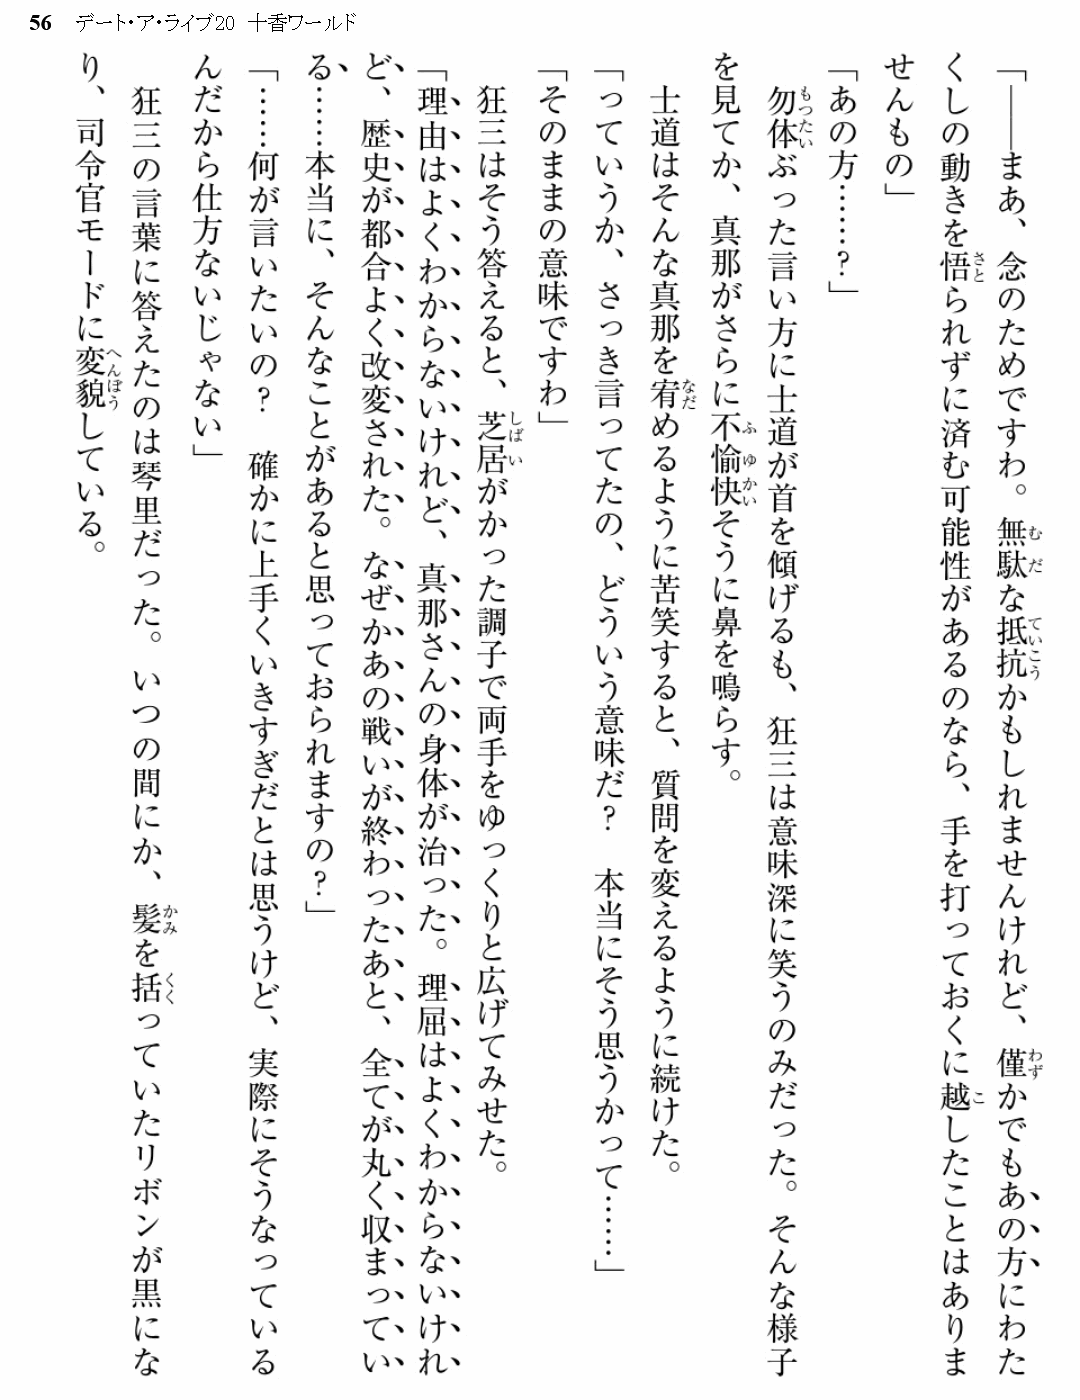 56 デート・ア・ライブ20 十香ワールド
「――まあ、念のためですわ。無駄な抵抗かもしれませんけれど、僅かでもあの方にわた
くしの動きを悟られずに済む可能性があるのなら、手を打っておくに越したことはありま
せんもの」
「あの方……？」
勿体ぶった言い方に士道が首を傾げるも、狂三は意味深に笑うのみだった。そんな様子
を見てか、真那がさらに不愉快そうに鼻を鳴らす。
士道はそんな真那を宥めるように苦笑すると、質問を変えるように続けた。
「っていうか、さっき言ってたの、どういう意味だ？　本当にそう思うかって……」
「そのままの意味ですわ」
狂三はそう答えると、芝居がかった調子で両手をゆっくりと広げてみせた。
「理由はよくわからないけれど、真那さんの身体が治った。理屈はよくわからないけれ
ど、歴史が都合よく改変された。なぜかあの戦いが終わったあと、全てが丸く収まってい
る……本当に、そんなことがあると思っておられますの？」
「……何が言いたいの？　確かに上手くいきすぎだとは思うけど、実際にそうなっている
んだから仕方ないじゃない」
狂三の言葉に答えたのは琴里だった。いつの間にか、髪を括っていたリボンが黒にな
り、司令官モードに変貌している。